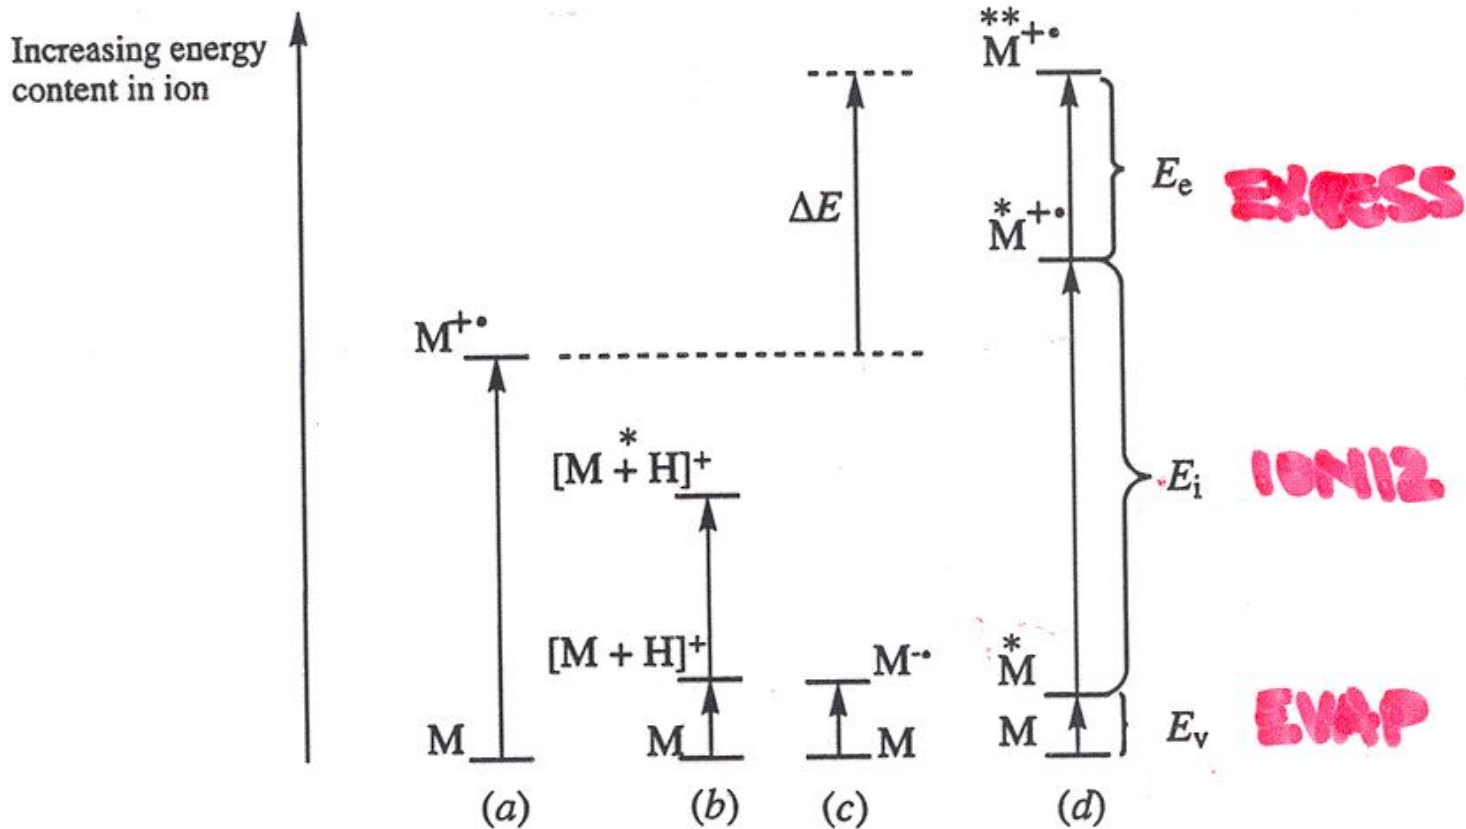 Increasing energy
content in ion
**
M+•
ΔE
Ee
EXCESS
*
M+•
M+•
*
[M + H]+
Ei
IONIZ
[M + H]+
M-•
*
M
M
M
M
M
Ev
EVAP
(a)
(b)
(c)
(d)